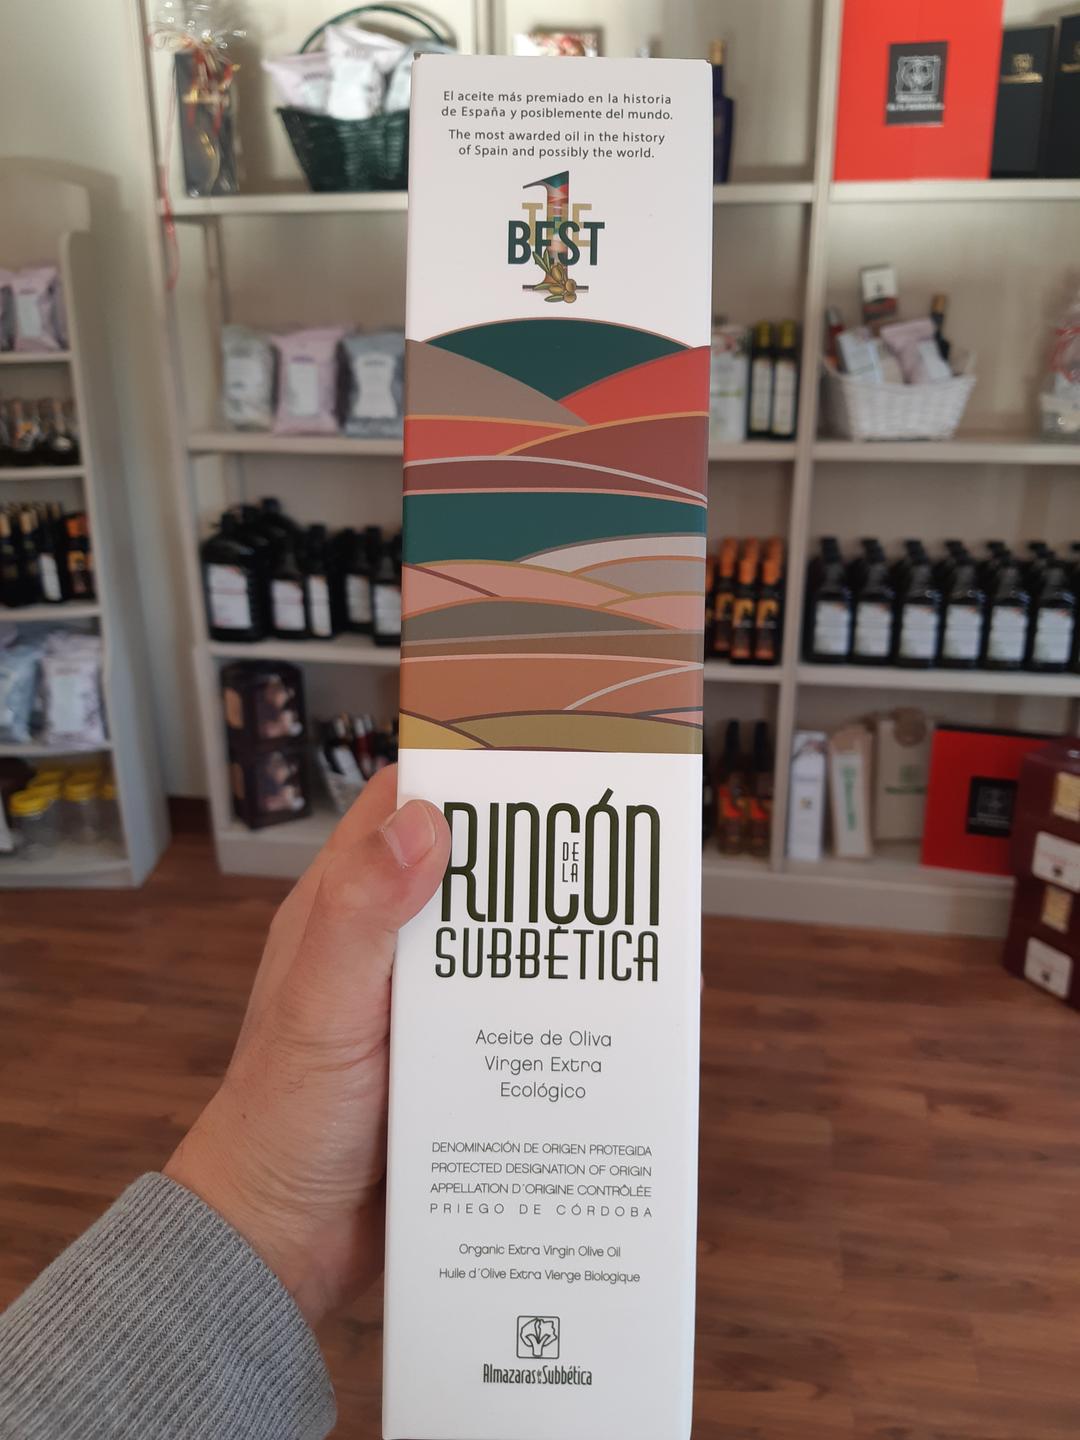 El aceite más premiado en la historia
de España y posiblemente del mundo.
The most awarded oil in the history
of Spain and possibly the world.
1
THE
BEST
RINCÓN
DE
LA
SUBBÉTICA
Aceite de Oliva
Virgen Extra
Ecológico
DENOMINACIÓN DE ORIGEN PROTEGIDA
PROTECTED DESIGNATION OF ORIGIN
APPELLATION D´ORIGINE CONTRÔLÉE
PRIEGO DE CÓRDOBA
Organic Extra Virgin Olive Oil
Huile d´Olive Extra Vierge Biologique
Almazaras de la Subbética